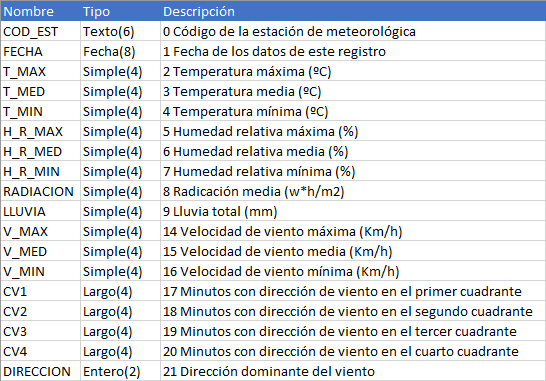 Nombre Tipo Descripción
COD_EST Texto(6) 0 Código de la estación de meteorológica
FECHA Fecha(8) 1 Fecha de los datos de este registro
T_MAX Simple(4) 2 Temperatura máxima (ºC)
T_MED Simple(4) 3 Temperatura media (ºC)
T_MIN Simple(4) 4 Temperatura mínima (ºC)
H_R_MAX Simple(4) 5 Humedad relativa máxima (%)
H_R_MED Simple(4) 6 Humedad relativa media (%)
H_R_MIN Simple(4) 7 Humedad relativa mínima (%)
RADIACION Simple(4) 8 Radicación media (w*h/m2)
LLUVIA Simple(4) 9 Lluvia total (mm)
V_MAX Simple(4) 14 Velocidad de viento máxima (Km/h)
V_MED Simple(4) 15 Velocidad de viento media (Km/h)
V_MIN Simple(4) 16 Velocidad de viento mínima (Km/h)
CV1 Largo(4) 17 Minutos con dirección de viento en el primer cuadrante
CV2 Largo(4) 18 Minutos con dirección de viento en el segundo cuadrante
CV3 Largo(4) 19 Minutos con dirección de viento en el tercer cuadrante
CV4 Largo(4) 20 Minutos con dirección de viento en el cuarto cuadrante
DIRECCION Entero(2) 21 Dirección dominante del viento